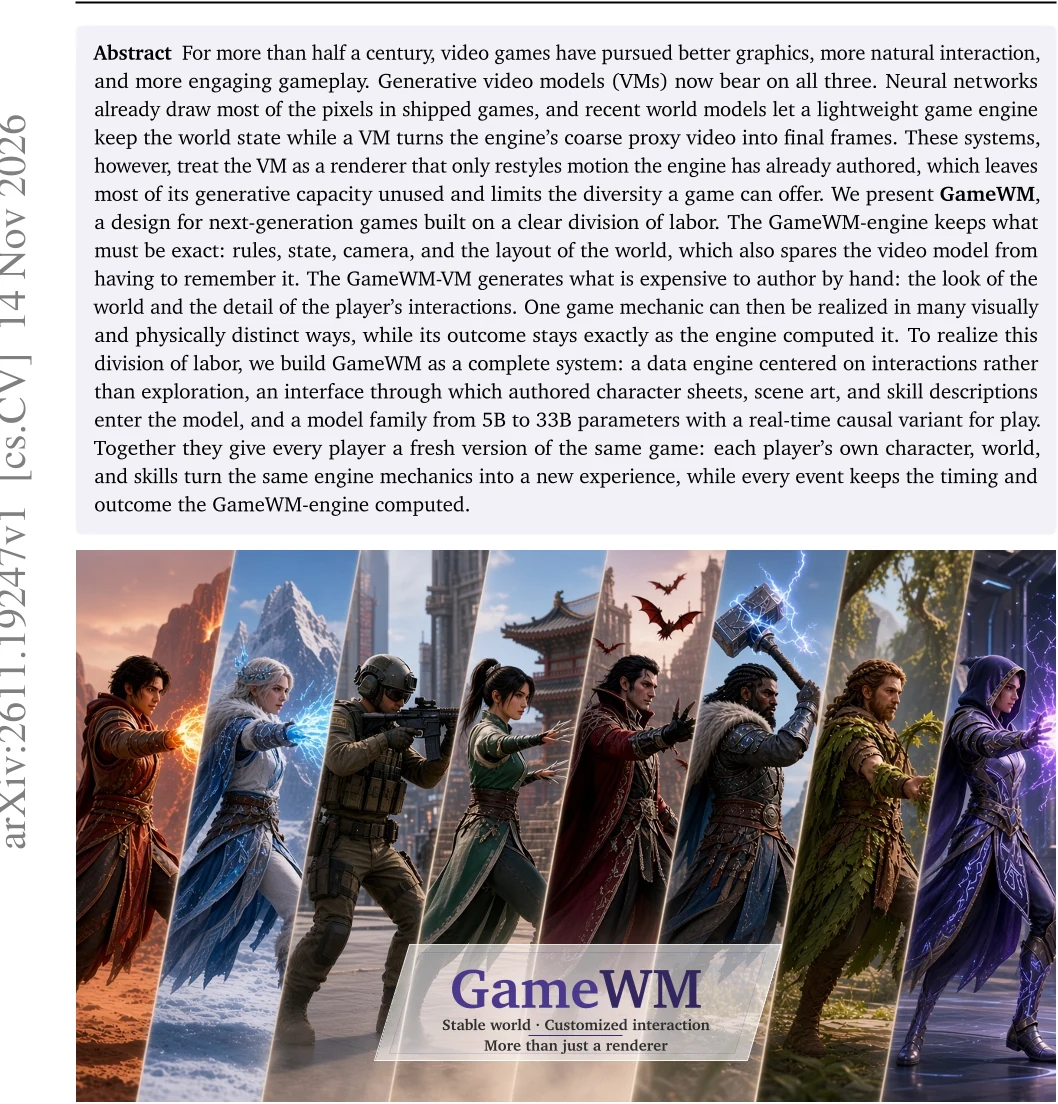 arXiv:2611.19247v1 [cs.CV] 14 Nov 2026
Abstract For more than half a century, video games have pursued better graphics, more natural interaction,
and more engaging gameplay. Generative video models (VMs) now bear on all three. Neural networks
already draw most of the pixels in shipped games, and recent world models let a lightweight game engine
keep the world state while a VM turns the engine's coarse proxy video into final frames. These systems,
however, treat the VM as a renderer that only restyles motion the engine has already authored, which leaves
most of its generative capacity unused and limits the diversity a game can offer. We present GameWM,
a design for next-generation games built on a clear division of labor. The GameWM-engine keeps what
must be exact: rules, state, camera, and the layout of the world, which also spares the video model from
having to remember it. The GameWM-VM generates what is expensive to author by hand: the look of the
world and the detail of the player's interactions. One game mechanic can then be realized in many visually
and physically distinct ways, while its outcome stays exactly as the engine computed it. To realize this
division of labor, we build GameWM as a complete system: a data engine centered on interactions rather
than exploration, an interface through which authored character sheets, scene art, and skill descriptions
enter the model, and a model family from 5B to 33B parameters with a real-time causal variant for play.
Together they give every player a fresh version of the same game: each player's own character, world,
and skills turn the same engine mechanics into a new experience, while every event keeps the timing and
outcome the GameWM-engine computed.
GameWM
Stable world · Customized interaction
More than just a renderer